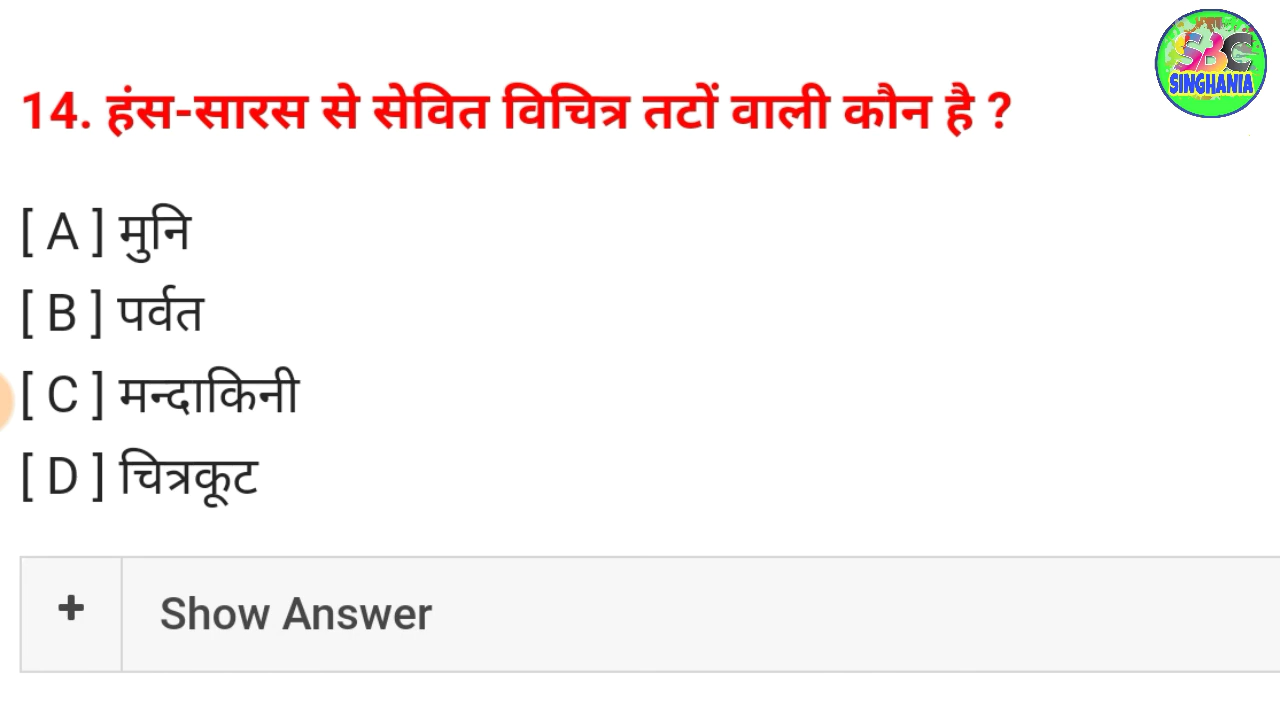 SBC
SINGHANIA
14. हंस-सारस से सेवित विचित्र तटों वाली कौन है ?
[ A ] मुनि
[ B ] पर्वत
[ C ] मन्दाकिनी
[ D ] चित्रकूट
+ Show Answer